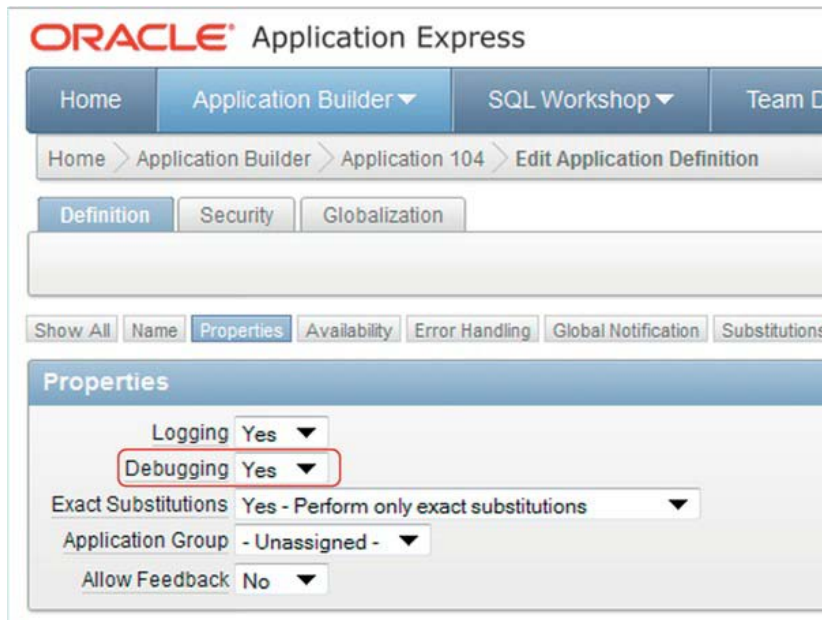 ORACLE Application Express
Home Application Builder SQL Workshop Team D
Home Application Builder Application 104 Edit Application Definition
Definition Security Globalization
Show All Name Properties Availability Error Handling Global Notification Substitutions
Properties
Logging Yes
Debugging Yes
Exact Substitutions Yes - Perform only exact substitutions
Application Group - Unassigned -
Allow Feedback No